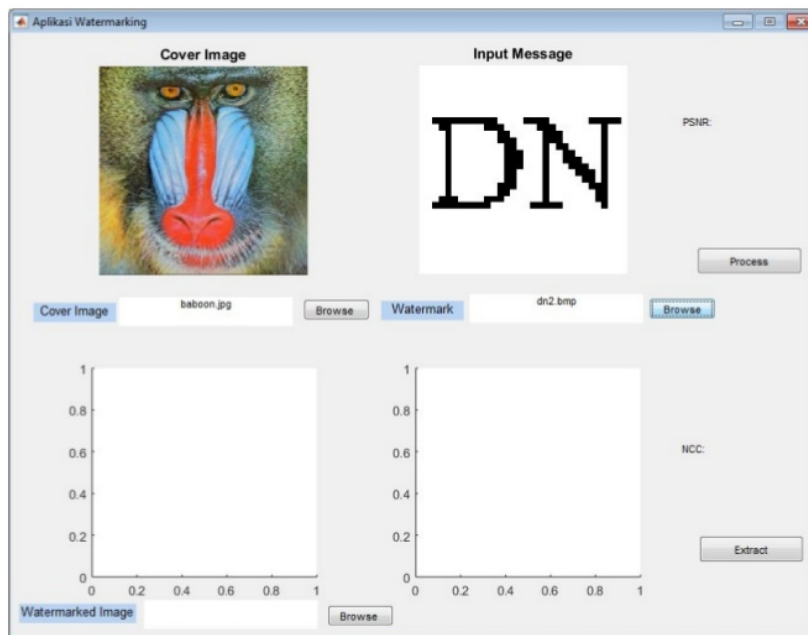 Aplikasi Watermarking
Cover Image
Input Message
DN
PSNR:
Process
Cover Image
baboon.jpg
Browse
Watermark
dn2.bmp
Browse
1
0.8
0.6
0.4
0.2
0
0 0.2 0.4 0.6 0.8 1
1
0.8
0.6
0.4
0.2
0
0 0.2 0.4 0.6 0.8 1
NCC:
Extract
Watermarked Image
Browse